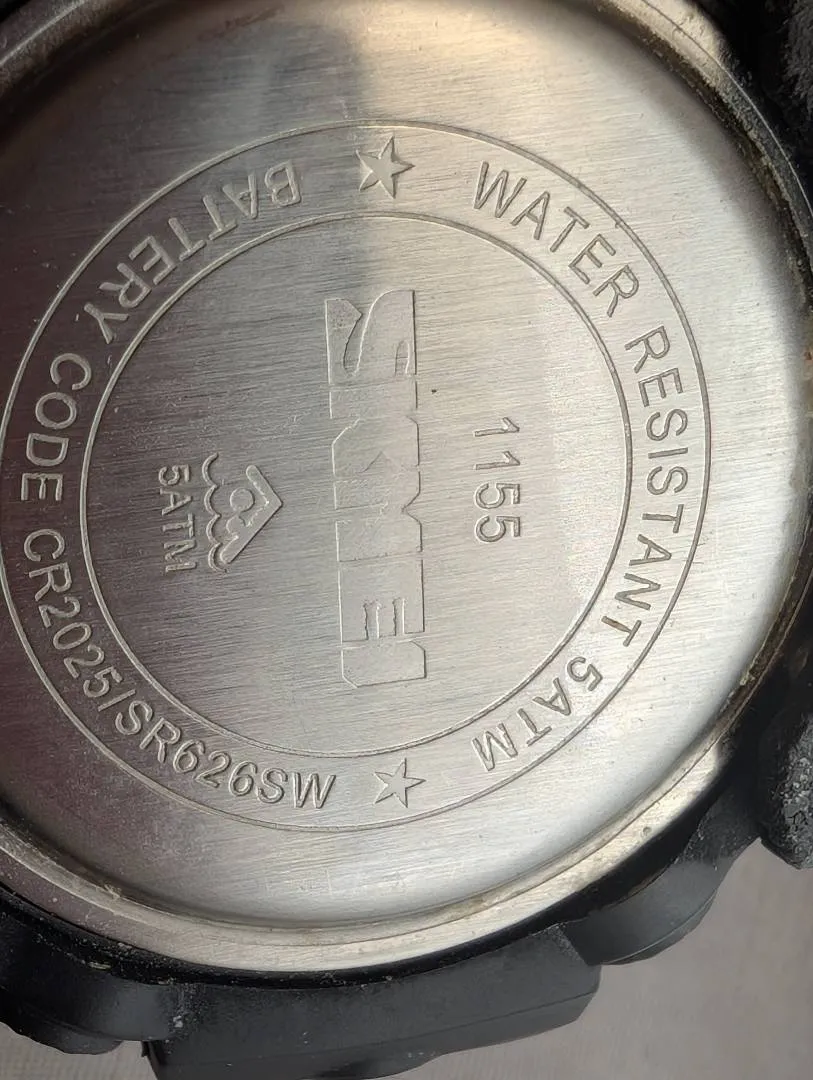 WATER RESISTANT 5ATM
BATTERY CODE CR2025/SR626SW
1155
SKMEI
5ATM